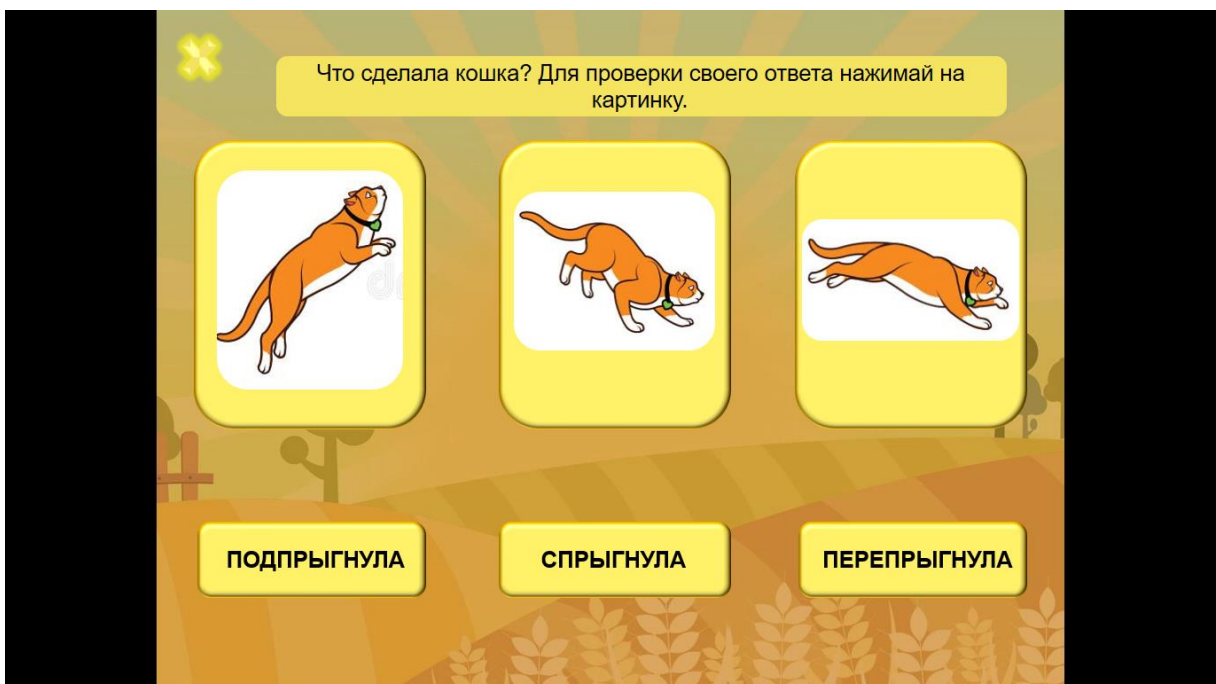 Что сделала кошка? Для проверки своего ответа нажимай на
картинку.
ПОДПРЫГНУЛА
СПРЫГНУЛА
ПЕРЕПРЫГНУЛА